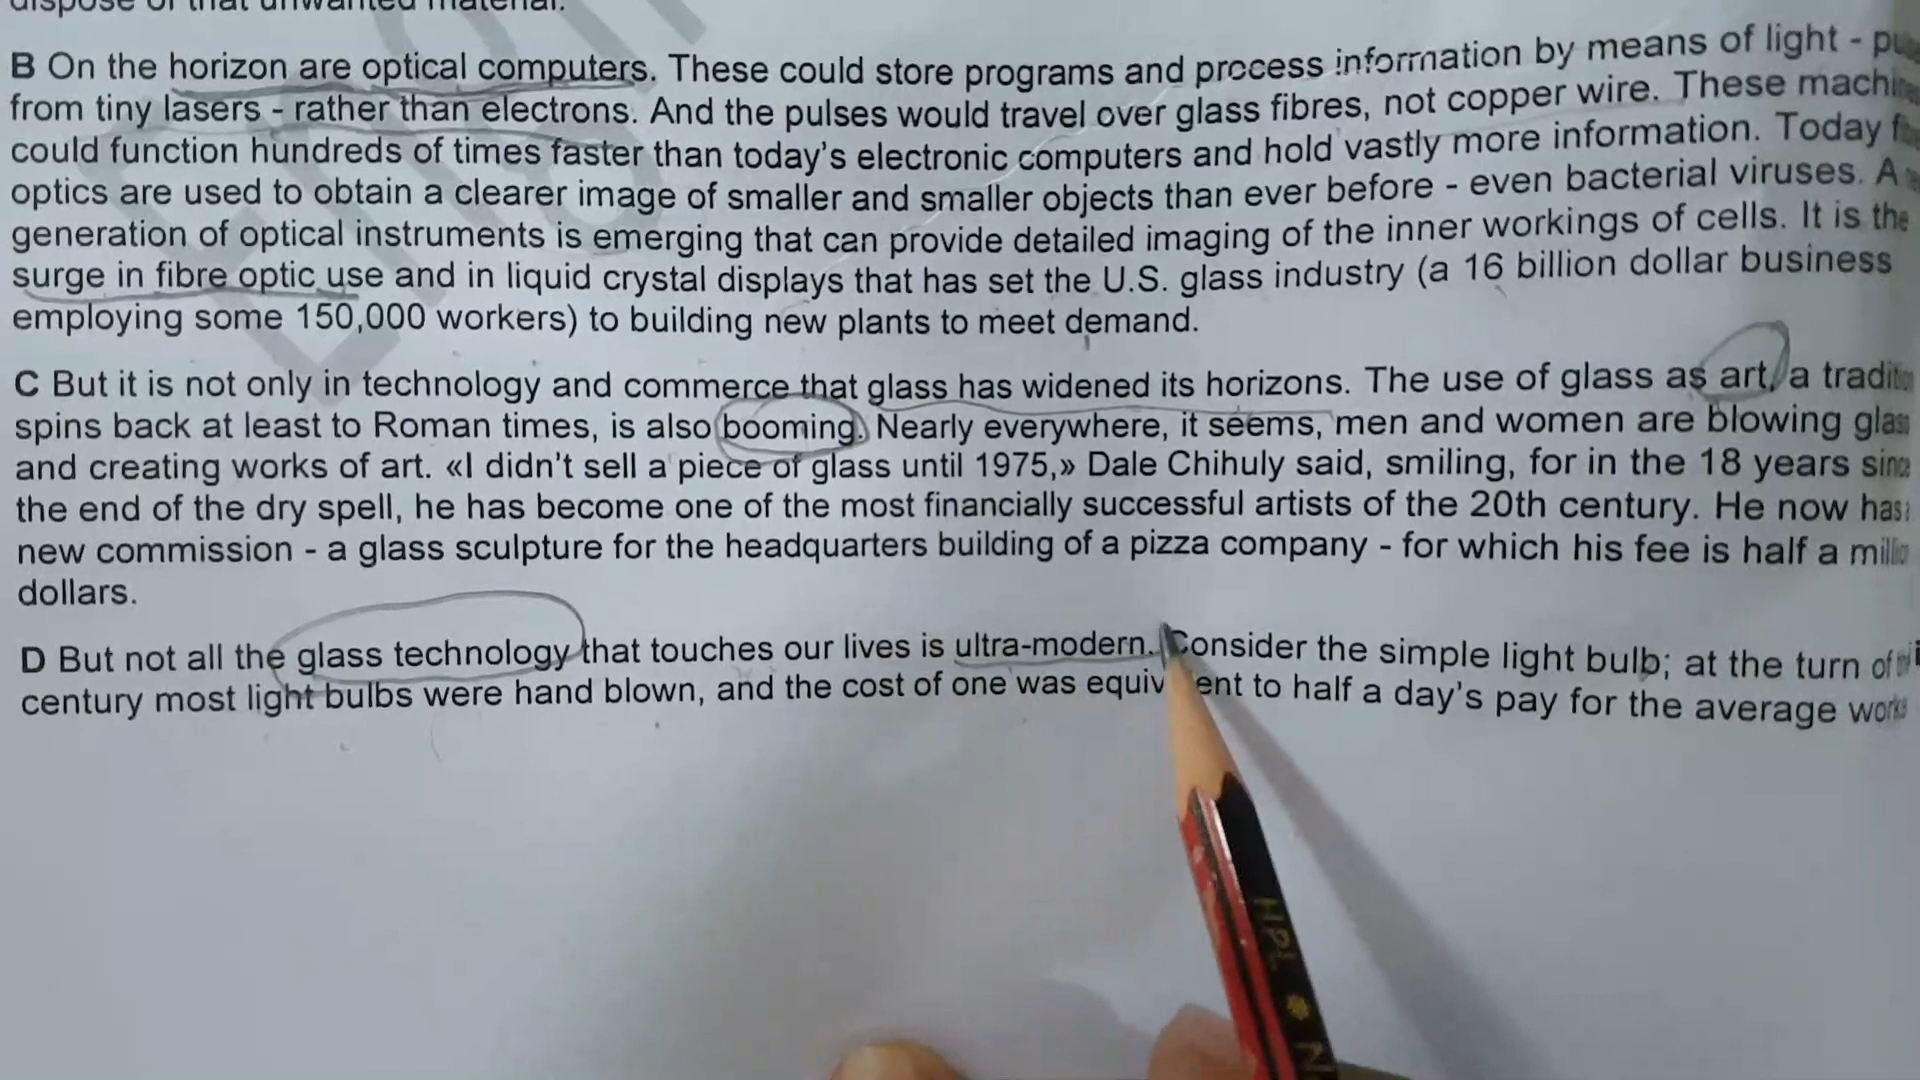 dispose of that unwanted material.
B On the horizon are optical computers. These could store programs and process information by means of light -
from tiny lasers - rather than electrons. And the pulses would travel over glass fibres, not copper wire. These
could function hundreds of times faster than today's electronic computers and hold vastly more information. Today
optics are used to obtain a clearer image of smaller and smaller objects than ever before - even bacterial viruses. A
generation of optical instruments is emerging that can provide detailed imaging of the inner workings of cells. It is the
surge in fibre optic use and in liquid crystal displays that has set the U.S. glass industry (a 16 billion dollar business
employing some 150,000 workers) to building new plants to meet demand.
C But it is not only in technology and commerce that glass has widened its horizons. The use of glass as art, a
spins back at least to Roman times, is also booming. Nearly everywhere, it seems, men and women are blowing glass
and creating works of art. «I didn't sell a piece of glass until 1975,» Dale Chihuly said, smiling, for in the 18 years since
the end of the dry spell, he has become one of the most financially successful artists of the 20th century. He now has
new commission - a glass sculpture for the headquarters building of a pizza company - for which his fee is half a
dollars.
D But not all the glass technology that touches our lives is ultra-modern. Consider the simple light bulb; at the turn of
century most light bulbs were hand blown, and the cost of one was equivalent to half a day's pay for the average
HPL